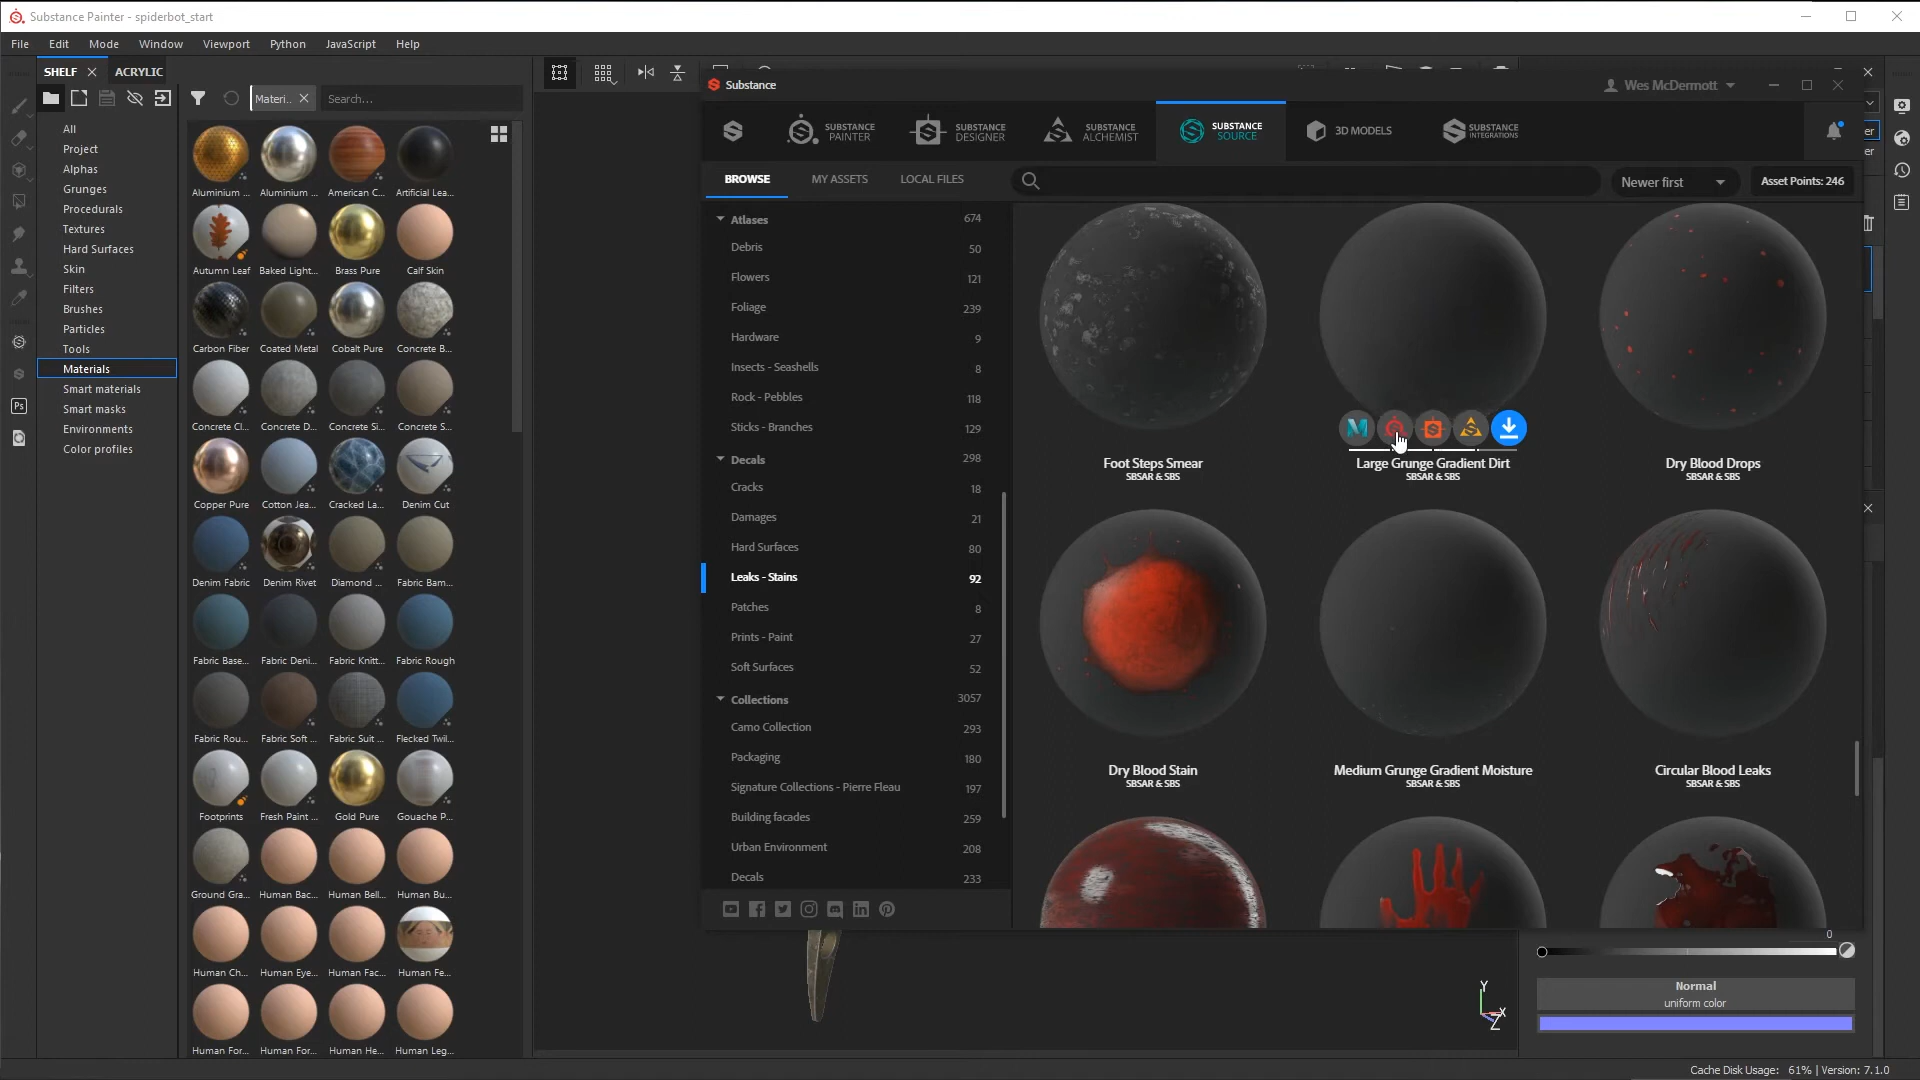 Substance Painter - spiderbot_start
File Edit Mode Window Viewport Python JavaScript Help
SHELF ACRYLIC
Materi.. Search...
All
Project
Alphas
Grunges
Procedurals
Textures
Hard Surfaces
Skin
Filters
Brushes
Particles
Tools
Materials
Smart materials
Smart masks
Environments
Color profiles
Ps
Aluminium ... Aluminium ... American C... Artificial Lea...
Autumn Leaf Baked Light... Brass Pure Calf Skin
Carbon Fiber Coated Metal Cobalt Pure Concrete B...
Concrete Cl... Concrete D... Concrete Si... Concrete S...
Copper Pure Cotton Jea... Cracked La... Denim Cut
Denim Fabric Denim Rivet Diamond ... Fabric Bam...
Fabric Base... Fabric Deni... Fabric Knitt... Fabric Rough
Fabric Rou... Fabric Soft ... Fabric Suit ... Flecked Twil...
Footprints Fresh Paint ... Gold Pure Gouache P...
Ground Gra... Human Bac... Human Bell... Human Bu...
Human Ch... Human Eye... Human Fac... Human Fe...
Human For... Human For... Human He... Human Leg...
Substance
Wes McDermott
SUBSTANCE PAINTER
SUBSTANCE DESIGNER
SUBSTANCE ALCHEMIST
SUBSTANCE SOURCE
3D MODELS
SUBSTANCE INTEGRATIONS
BROWSE MY ASSETS LOCAL FILES
Newer first
Asset Points: 246
Atlases 674
Debris 50
Flowers 121
Foliage 239
Hardware 9
Insects - Seashells 8
Rock - Pebbles 118
Sticks - Branches 129
Decals 298
Cracks 18
Damages 21
Hard Surfaces 80
Leaks - Stains 92
Patches 8
Prints - Paint 27
Soft Surfaces 52
Collections 3057
Camo Collection 293
Packaging 180
Signature Collections - Pierre Fleau 197
Building facades 259
Urban Environment 208
Decals 233
Foot Steps Smear
SBSAR & SBS
Large Grunge Gradient Dirt
SBSAR & SBS
Dry Blood Drops
SBSAR & SBS
Dry Blood Stain
SBSAR & SBS
Medium Grunge Gradient Moisture
SBSAR & SBS
Circular Blood Leaks
SBSAR & SBS
er
er
0
Y
X
Z
Normal
uniform color
Cache Disk Usage: 61% | Version: 7.1.0